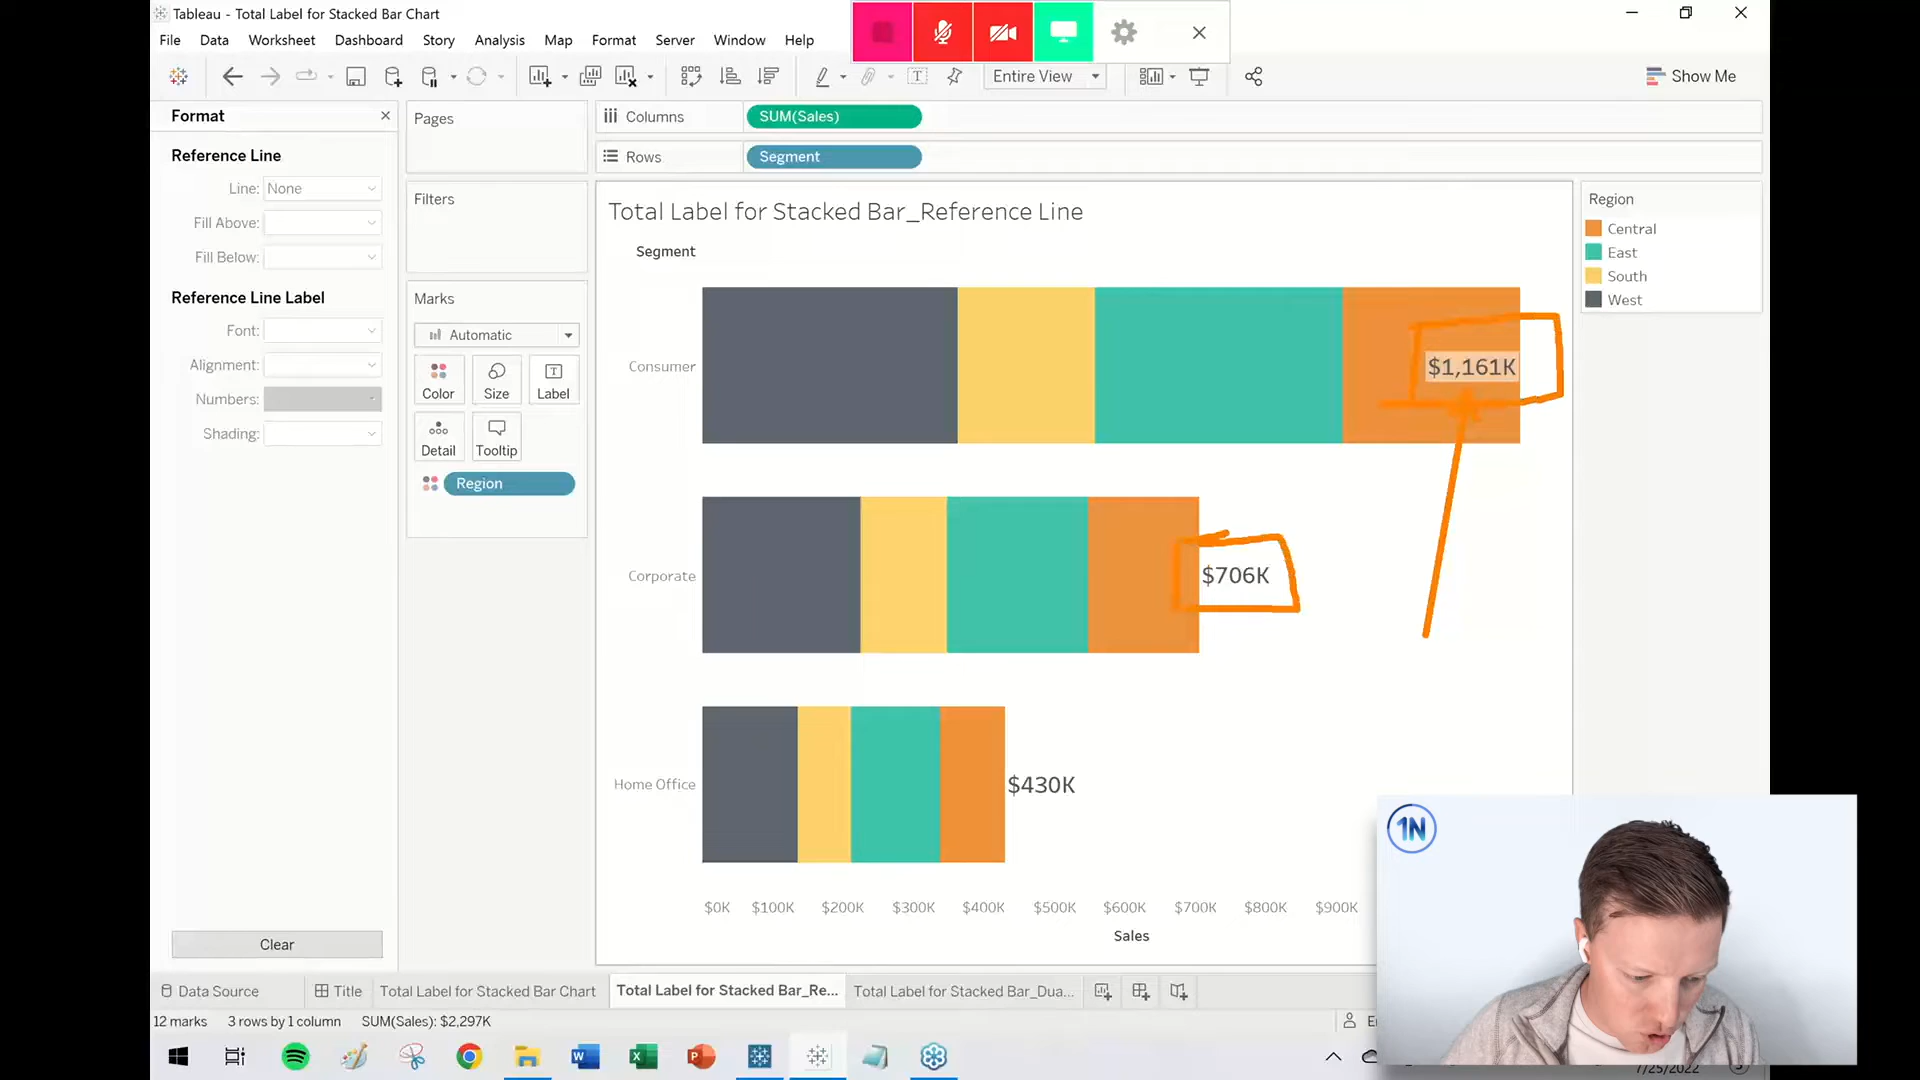 Tableau - Total Label for Stacked Bar Chart
File Data Worksheet Dashboard Story Analysis Map Format Server Window Help
Entire View
Show Me
Format
Reference Line
Line: None
Fill Above:
Fill Below:
Reference Line Label
Font:
Alignment:
Numbers:
Shading:
Clear
Pages
Filters
Marks
Automatic
Color Size Label
Detail Tooltip
Region
Columns SUM(Sales)
Rows Segment
Total Label for Stacked Bar_Reference Line
Segment
Consumer $1,161K
Corporate $706K
Home Office $430K
$0K $100K $200K $300K $400K $500K $600K $700K $800K $900K
Sales
Region
Central
East
South
West
1N
Data Source Title Total Label for Stacked Bar Chart Total Label for Stacked Bar_Re... Total Label for Stacked Bar_Dua...
12 marks 3 rows by 1 column SUM(Sales): $2,297K
7/25/2022